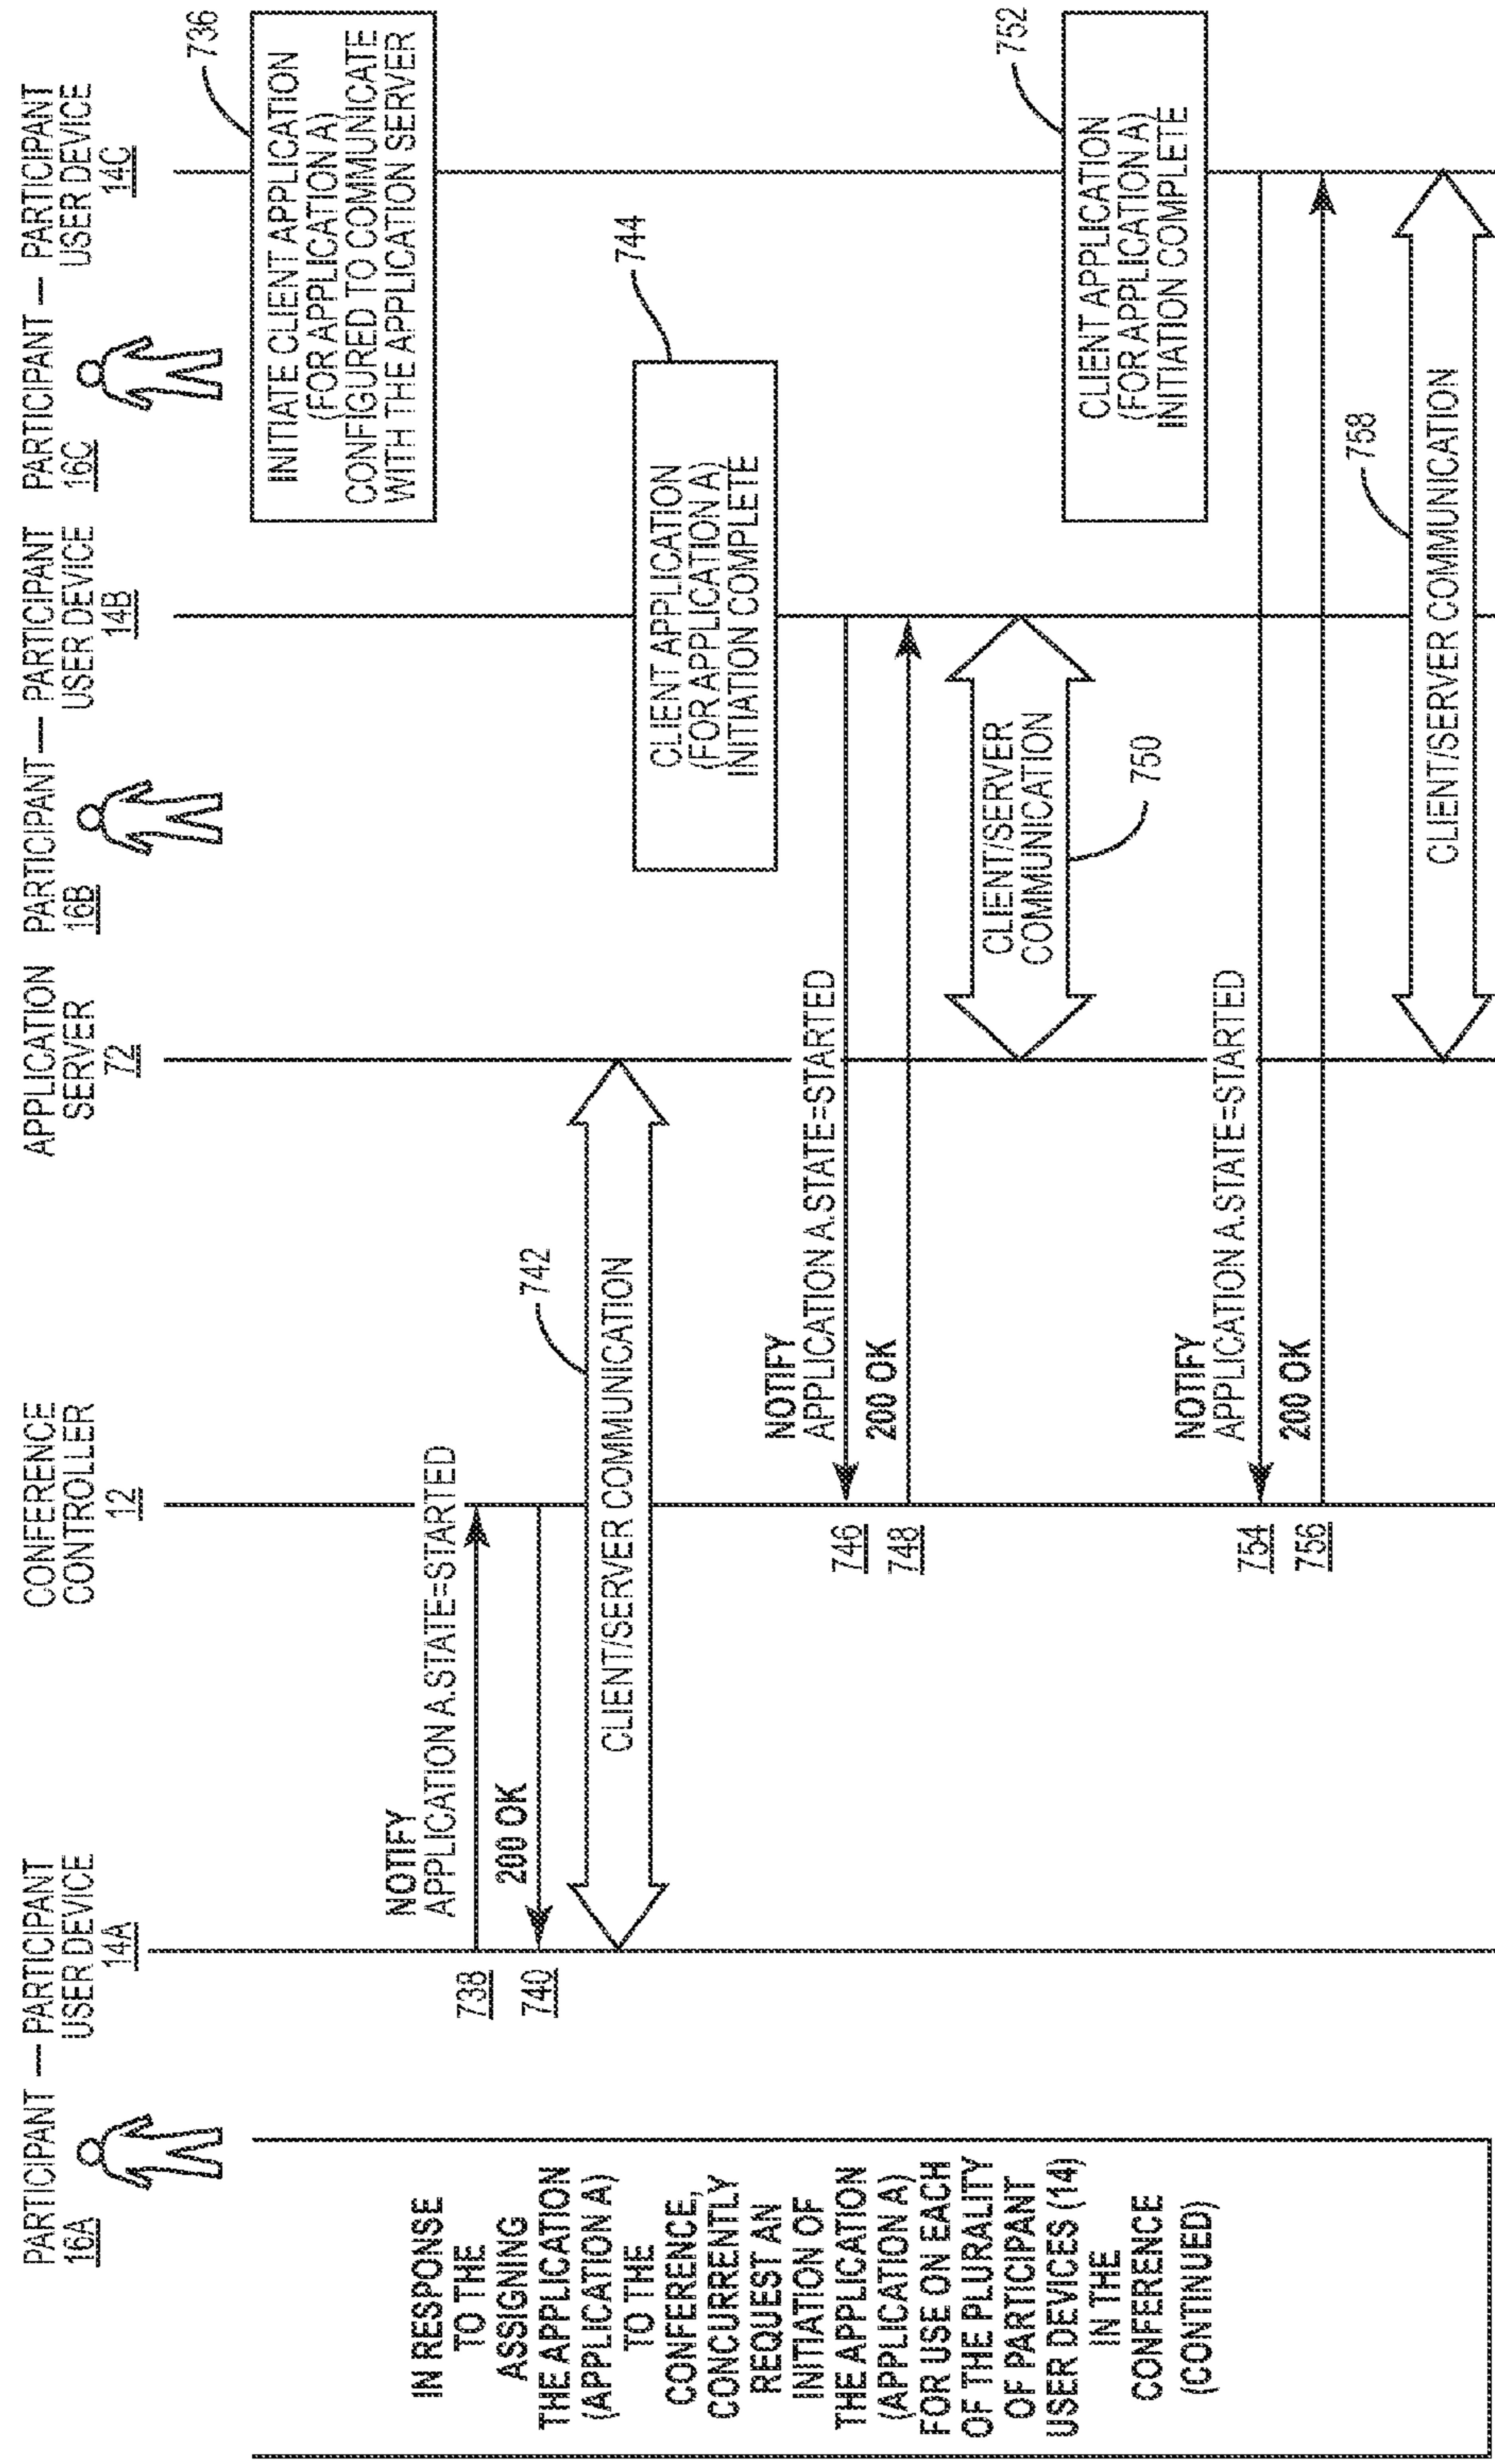 PARTICIPANT — PARTICIPANT
16A
USER DEVICE
14A
CONFERENCE
CONTROLLER
12
APPLICATION
SERVER
72
PARTICIPANT — PARTICIPANT
16B
USER DEVICE
14B
PARTICIPANT — PARTICIPANT
16C
USER DEVICE
14C
736
INITIATE CLIENT APPLICATION
(FOR APPLICATION A)
CONFIGURED TO COMMUNICATE
WITH THE APPLICATION SERVER
IN RESPONSE
TO THE
ASSIGNING
THE APPLICATION
(APPLICATION A)
TO THE
CONFERENCE,
CONCURRENTLY
REQUEST AN
INITIATION OF
THE APPLICATION
(APPLICATION A)
FOR USE ON EACH
OF THE PLURALITY
OF PARTICIPANT
USER DEVICES (14)
IN THE
CONFERENCE
(CONTINUED)
NOTIFY
APPLICATION A.STATE=STARTED
738
200 OK
740
742
CLIENT/SERVER COMMUNICATION
744
CLIENT APPLICATION
(FOR APPLICATION A)
INITIATION COMPLETE
NOTIFY
APPLICATION A.STATE=STARTED
746
200 OK
748
CLIENT/SERVER
COMMUNICATION
750
752
CLIENT APPLICATION
(FOR APPLICATION A)
INITIATION COMPLETE
NOTIFY
APPLICATION A.STATE=STARTED
754
200 OK
756
758
CLIENT/SERVER COMMUNICATION